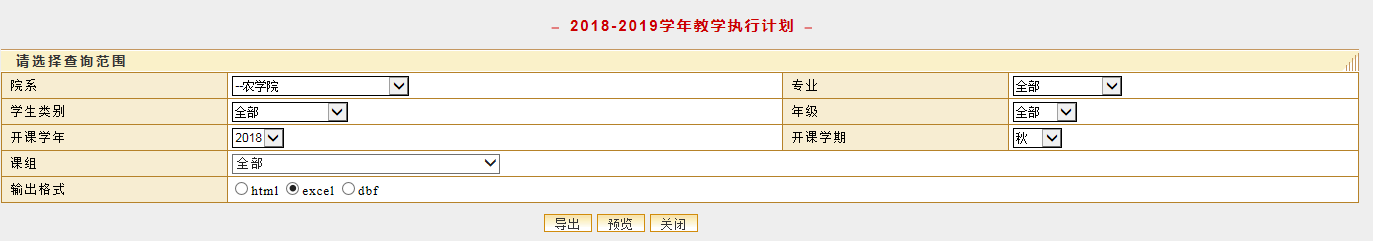 – 2018-2019学年教学执行计划 –
请选择查询范围
院系 --农学院 专业 全部
学生类别 全部 年级 全部
开课学年 2018 开课学期 秋
课组 全部
输出格式 html excel dbf
导出 预览 关闭